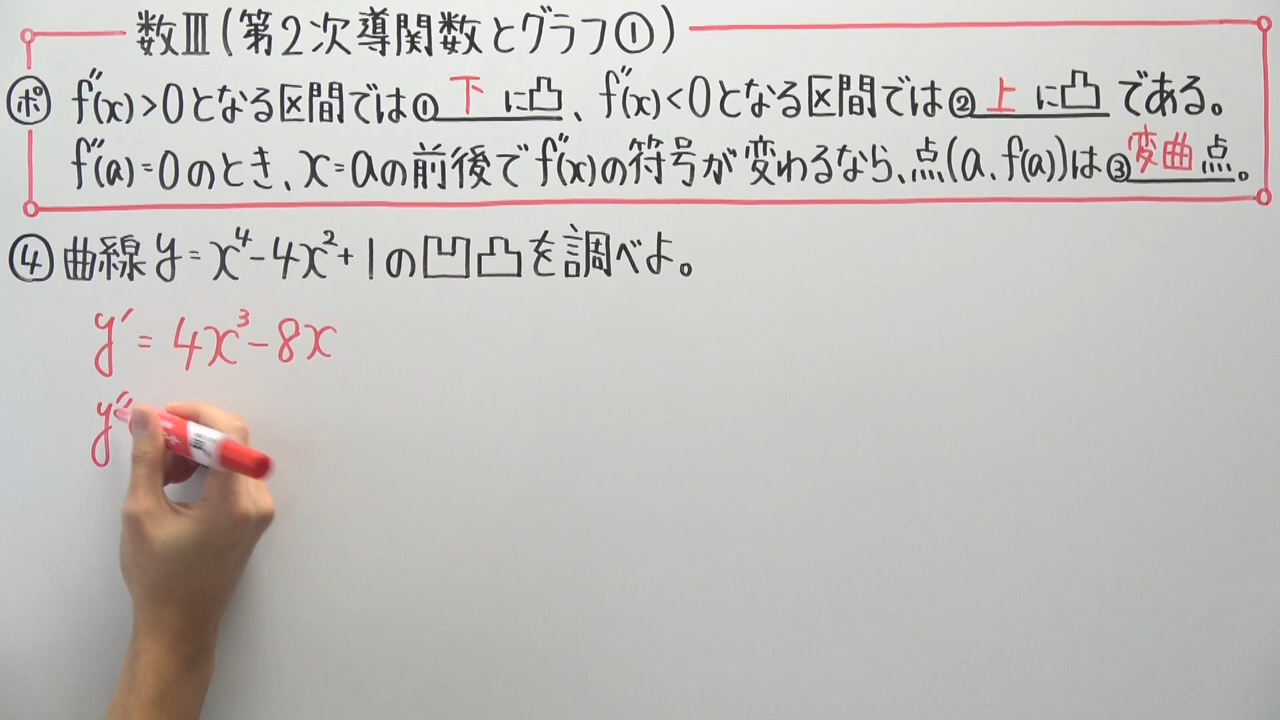 数Ⅲ(第2次導関数とグラフ①)
ポ f''(x)>0となる区間では① 下 に凸、f''(x)<0となる区間では② 上 に凸 である。
f''(a)=0のとき、x=aの前後でf''(x)の符号が変わるなら、点(a、f(a))は③変曲点。
④曲線y=x⁴-4x²+1の凹凸を調べよ。
y'=4x³-8x
y''